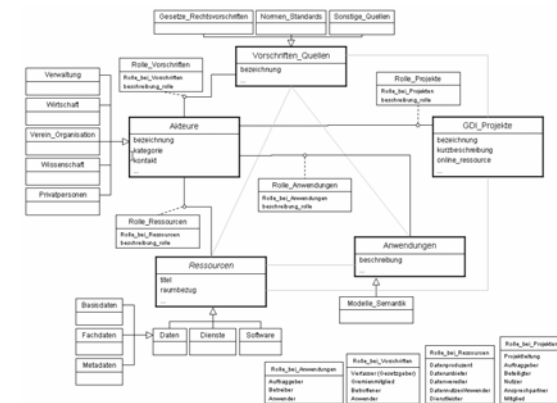 Gesetze_Rechtsvorschriften
Normen_Standards
Sonstige_Quellen
Rolle_Vorschriften
Rolle_bei_Vorschriften
beschreibung_rolle
Vorschriften_Quellen
bezeichnung
...
Rolle_Projekte
Rolle_bei_Projekten
beschreibung_rolle
Verwaltung
Wirtschaft
Verein_Organisation
Wissenschaft
Privatpersonen
Akteure
bezeichnung
kategorie
kontakt
...
GDI_Projekte
bezeichnung
kurzbeschreibung
online_ressource
...
Rolle_Anwendungen
Rolle_bei_Anwendungen
beschreibung_rolle
Rolle_Ressourcen
Rolle_bei_Ressourcen
beschreibung_rolle
Ressourcen
titel
raumbezug
...
Anwendungen
beschreibung
...
Modelle_Semantik
Basisdaten
Fachdaten
Metadaten
Daten
Dienste
Software
Rolle_bei_Anwendungen
Auftraggeber
Betreiber
Anwender
Rolle_bei_Vorschriften
Verfasser (Gesetzgeber)
Gremienmitglied
Betroffener
Anwender
Rolle_bei_Ressourcen
Datenproduzent
Datenanbieter
Datenveredler
Datennutzer/Anwender
Dienstleister
Rolle_bei_Projekten
Projektleitung
Auftraggeber
Beteiligter
Nutzer
Ansprechpartner
Mitglied